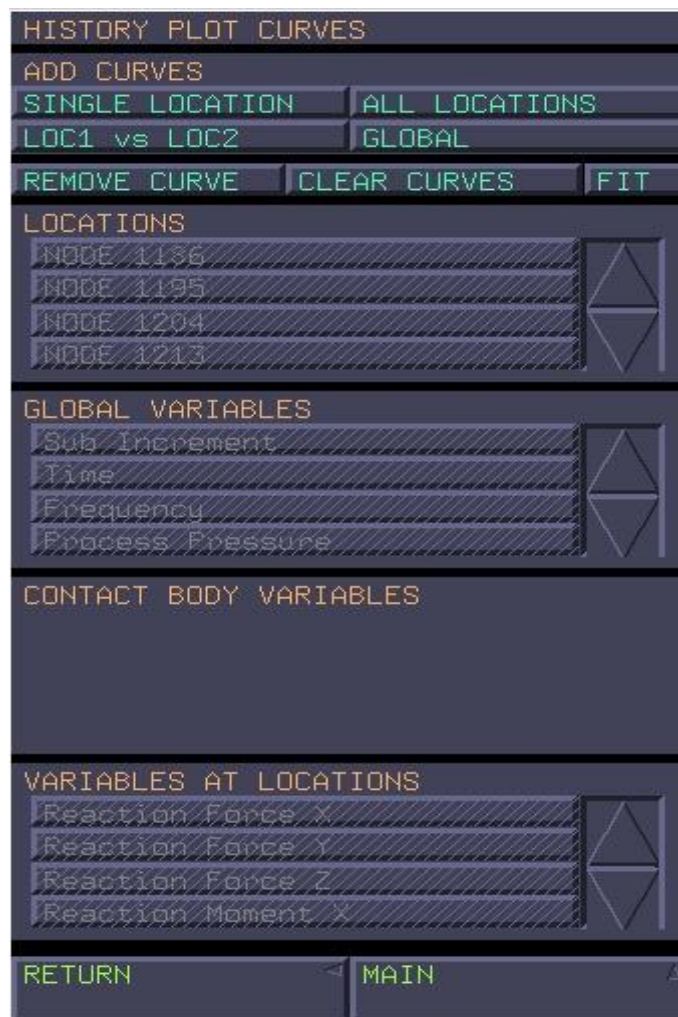 HISTORY PLOT CURVES
ADD CURVES
SINGLE LOCATION ALL LOCATIONS
LOC1 vs LOC2 GLOBAL
REMOVE CURVE CLEAR CURVES FIT
LOCATIONS
NODE 1186
NODE 1195
NODE 1204
NODE 1213
GLOBAL VARIABLES
Sub Increment
Time
Frequency
Process Pressure
CONTACT BODY VARIABLES
VARIABLES AT LOCATIONS
Reaction Force X
Reaction Force Y
Reaction Force Z
Reaction Moment X
RETURN MAIN